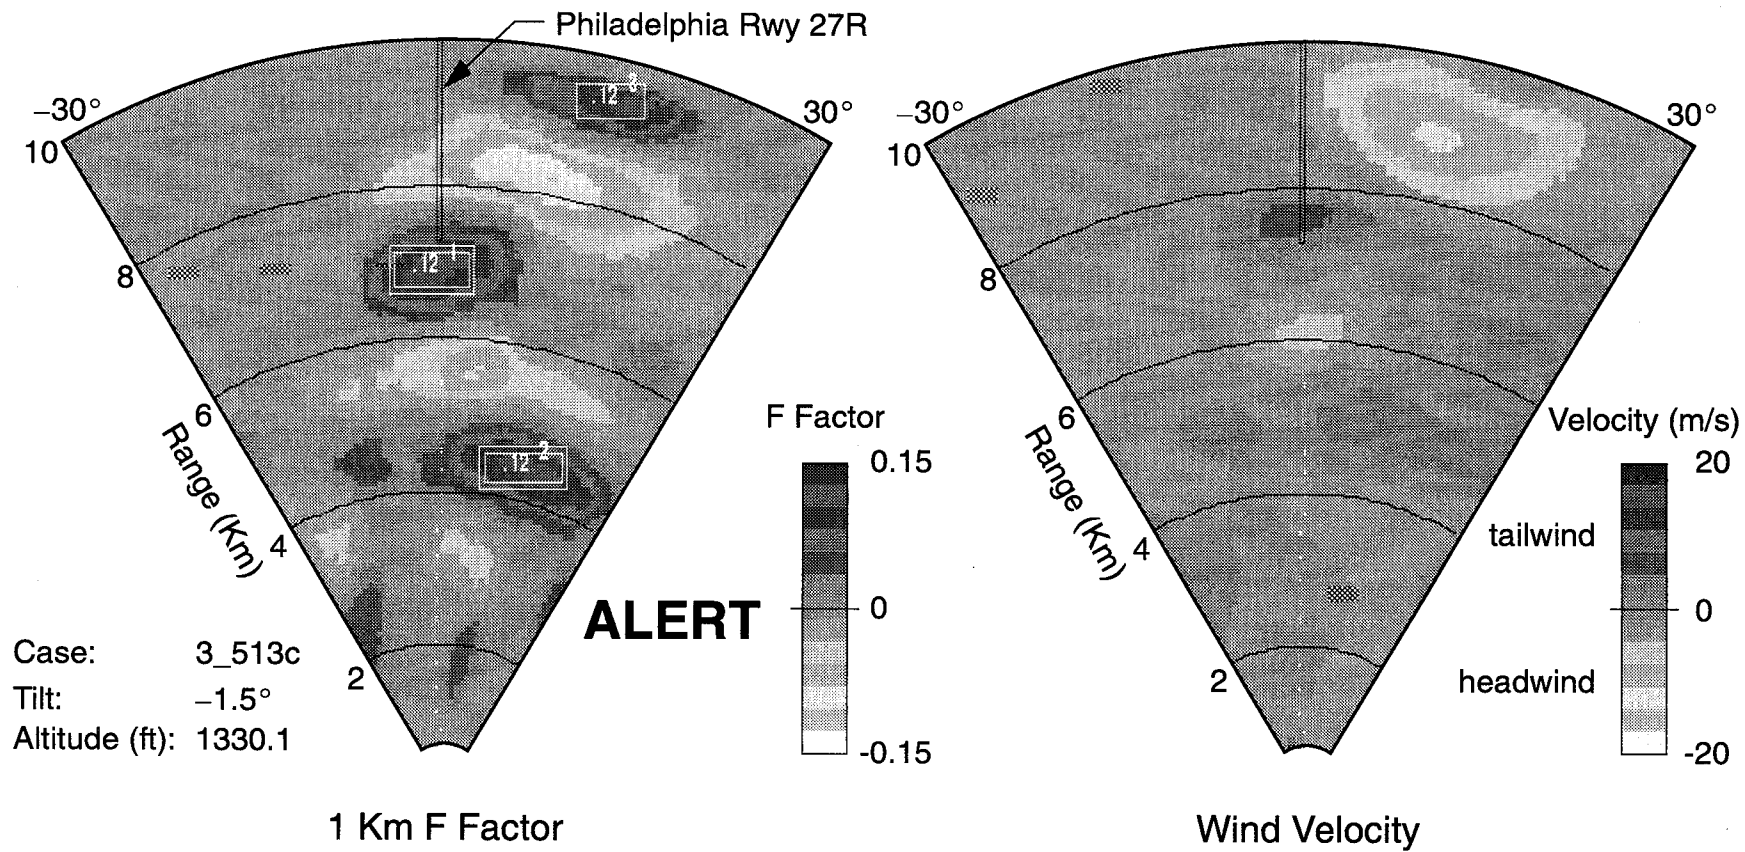 Philadelphia Rwy 27R
−30°
30°
10
8
6
4
2
Range (Km)
.12 3
.12 1
.12 2
F Factor
0.15
0
-0.15
ALERT
Case: 3_513c
Tilt: −1.5°
Altitude (ft): 1330.1
1 Km F Factor
−30°
30°
10
8
6
4
2
Range (Km)
Velocity (m/s)
20
tailwind
0
headwind
-20
Wind Velocity